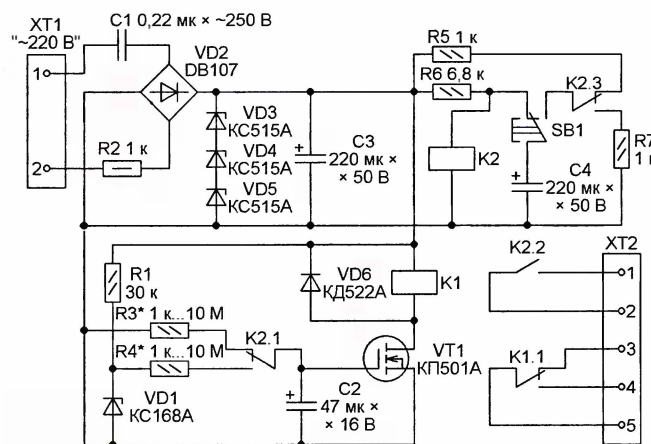 XT1
"~220 В"
C1 0,22 мк × ~250 В
VD2
DB107
1
2
R2 1 к
VD3
КС515А
VD4
КС515А
VD5
КС515А
+
C3
220 мк ×
× 50 В
R5 1 к
R6 6,8 к
K2.3
SB1
K2
+
C4
220 мк ×
× 50 В
R7
1 к
R1
30 к
VD6
КД522А
K1
K2.2
XT2
1
2
3
4
5
R3* 1 к...10 М
K2.1
R4* 1 к...10 М
VT1
КП501А
K1.1
VD1
КС168А
+
C2
47 мк ×
× 16 В